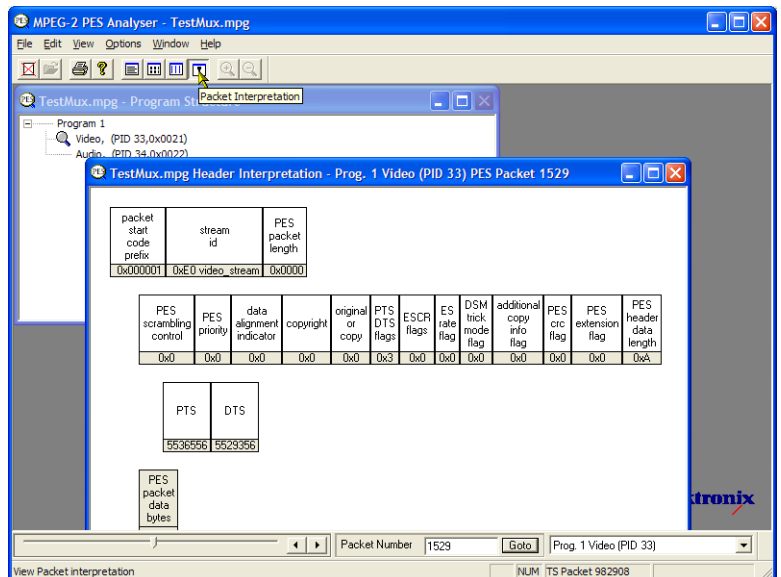 MPEG-2 PES Analyser - TestMux.mpg
File Edit View Options Window Help
Packet Interpretation
TestMux.mpg - Program
Program 1
Video, (PID 33,0x0021)
Audio, (PID 34,0x0022)
TestMux.mpg Header Interpretation - Prog. 1 Video (PID 33) PES Packet 1529
packet start code prefix
stream id
PES packet length
0x000001 0xE0 video_stream 0x0000
PES scrambling control
PES priority
data alignment indicator
copyright
original or copy
PTS DTS flags
ESCR flags
ES rate flag
DSM trick mode flag
additional copy info flag
PES crc flag
PES extension flag
PES header data length
0x0 0x0 0x0 0x0 0x0 0x3 0x0 0x0 0x0 0x0 0x0 0x0 0xA
PTS DTS
5536556 5529356
PES packet data bytes
tronix
Packet Number 1529 Goto Prog. 1 Video (PID 33)
View Packet interpretation NUM TS Packet 982908